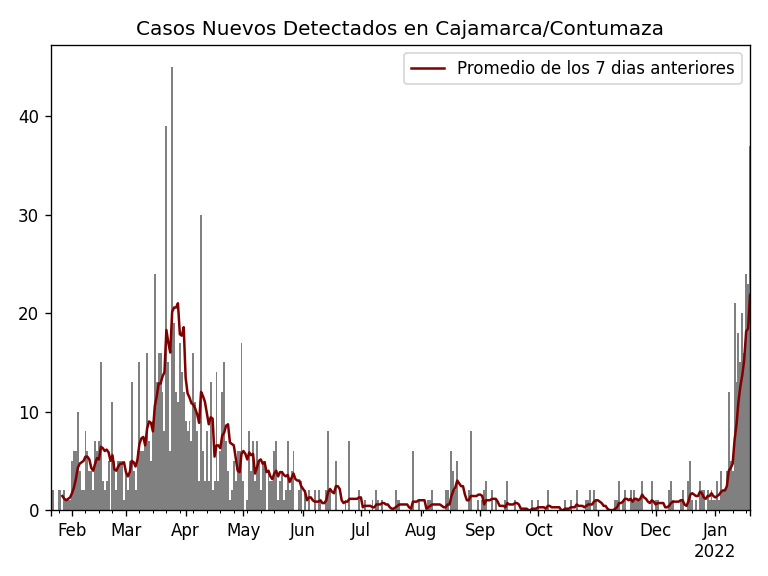 Casos Nuevos Detectados en Cajamarca/Contumaza
Promedio de los 7 dias anteriores
40
30
20
10
0
Feb Mar Apr May Jun Jul Aug Sep Oct Nov Dec Jan
2022